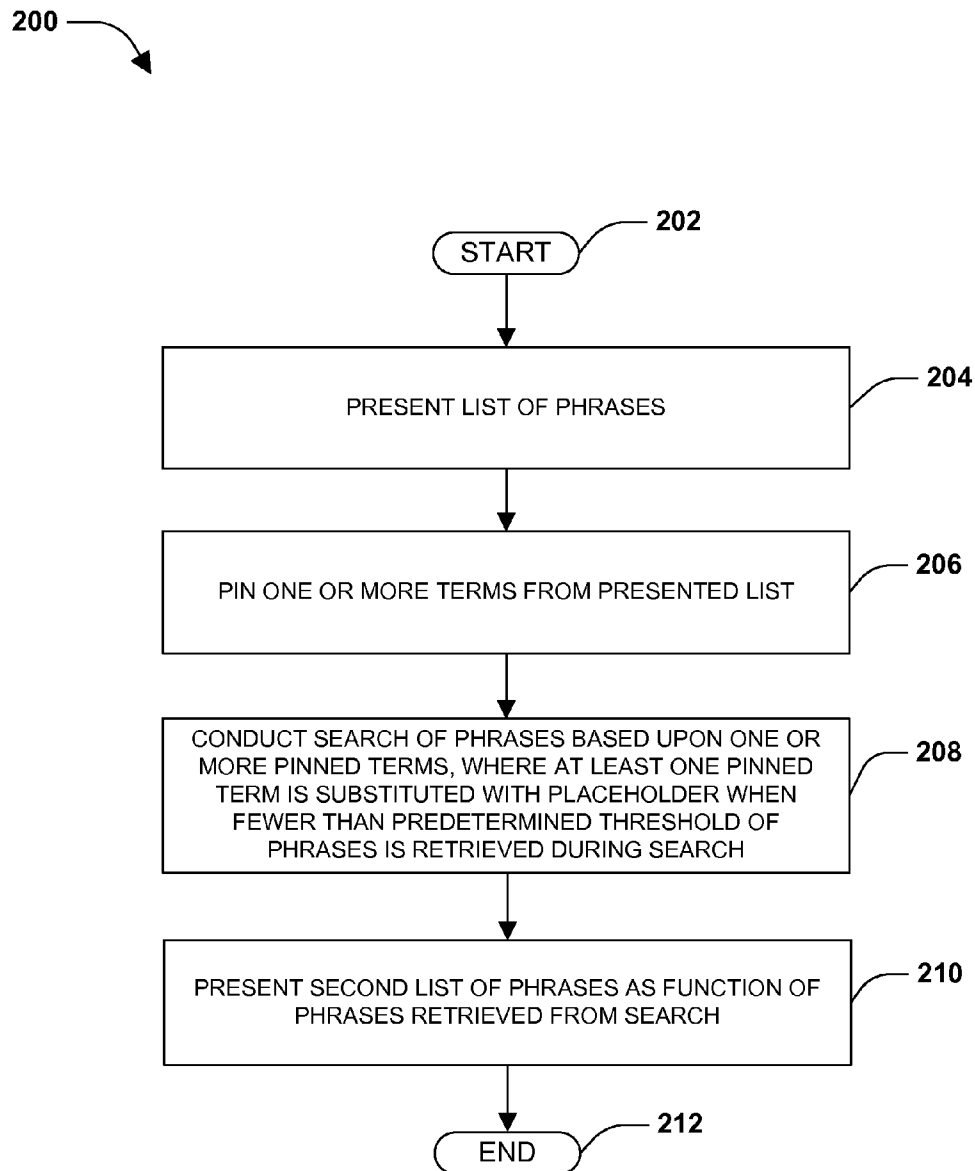 200
202
START
204
PRESENT LIST OF PHRASES
206
PIN ONE OR MORE TERMS FROM PRESENTED LIST
208
CONDUCT SEARCH OF PHRASES BASED UPON ONE OR
MORE PINNED TERMS, WHERE AT LEAST ONE PINNED
TERM IS SUBSTITUTED WITH PLACEHOLDER WHEN
FEWER THAN PREDETERMINED THRESHOLD OF
PHRASES IS RETRIEVED DURING SEARCH
210
PRESENT SECOND LIST OF PHRASES AS FUNCTION OF
PHRASES RETRIEVED FROM SEARCH
212
END